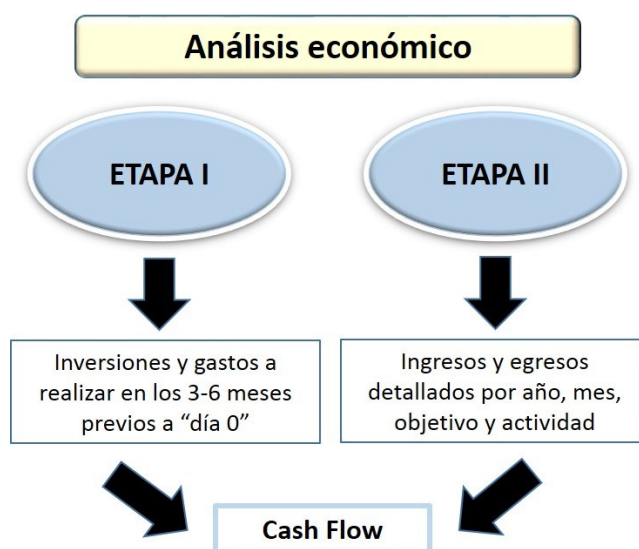 Análisis económico
ETAPA I
ETAPA II
Inversiones y gastos a
realizar en los 3-6 meses
previos a “día 0”
Ingresos y egresos
detallados por año, mes,
objetivo y actividad
Cash Flow